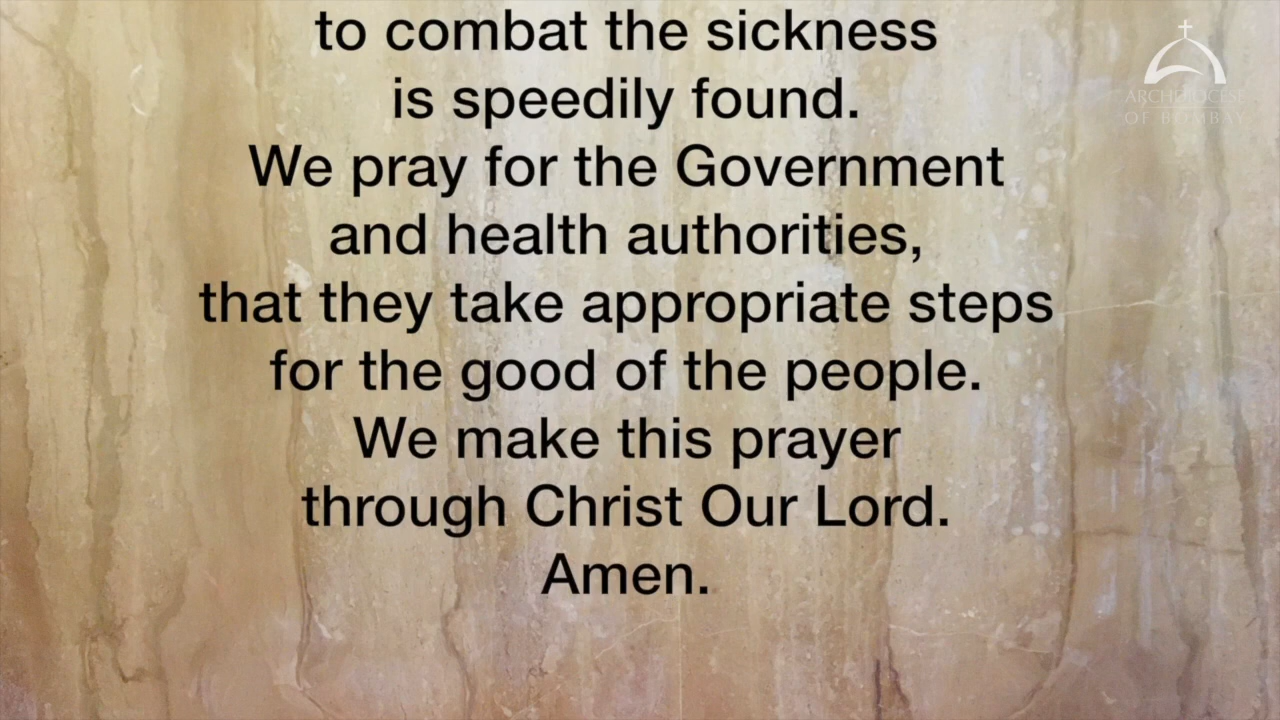 to combat the sickness
is speedily found.
We pray for the Government
and health authorities,
that they take appropriate steps
for the good of the people.
We make this prayer
through Christ Our Lord.
Amen.
ARCHDIOCESE
OF BOMBAY